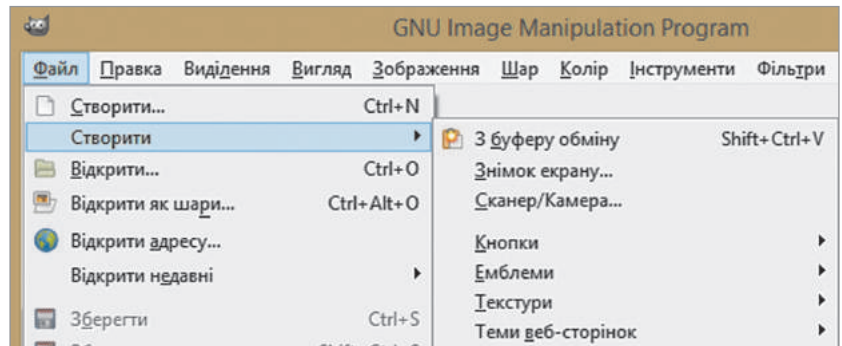 GNU Image Manipulation Program
Файл Правка Виділення Вигляд Зображення Шар Колір Інструменти Фільтри
Створити... Ctrl+N
Створити
Відкрити... Ctrl+O
Відкрити як шари... Ctrl+Alt+O
Відкрити адресу...
Відкрити недавні
Зберегти Ctrl+S
З буферу обміну Shift+Ctrl+V
Знімок екрану...
Сканер/Камера...
Кнопки
Емблеми
Текстури
Теми веб-сторінок